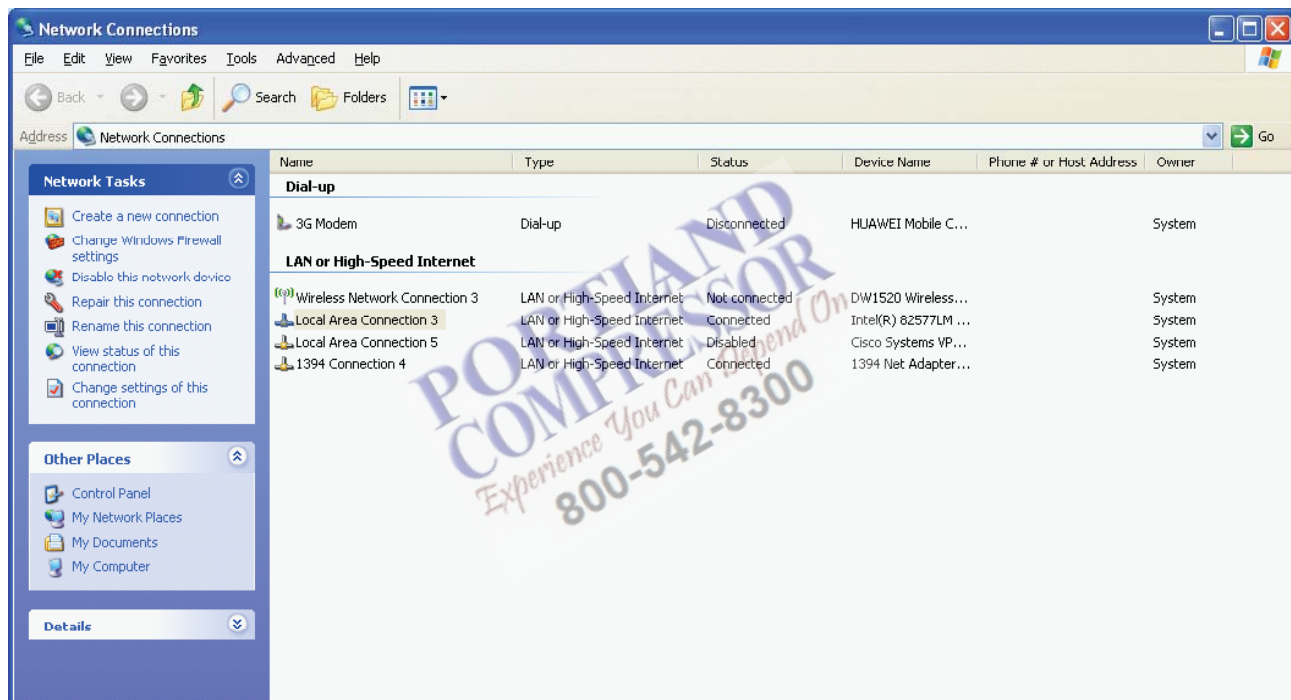 Network Connections
File Edit View Favorites Tools Advanced Help
Back Search Folders
Address Network Connections Go
Network Tasks
Create a new connection
Change Windows Firewall
settings
Disable this network device
Repair this connection
Rename this connection
View status of this
connection
Change settings of this
connection
Other Places
Control Panel
My Network Places
My Documents
My Computer
Details
Name Type Status Device Name Phone # or Host Address Owner
Dial-up
3G Modem Dial-up Disconnected HUAWEI Mobile C... System
LAN or High-Speed Internet
Wireless Network Connection 3 LAN or High-Speed Internet Not connected DW1520 Wireless... System
Local Area Connection 3 LAN or High-Speed Internet Connected Intel(R) 82577LM ... System
Local Area Connection 5 LAN or High-Speed Internet Disabled Cisco Systems VP... System
1394 Connection 4 LAN or High-Speed Internet Connected 1394 Net Adapter... System
PORTLAND
COMPRESSOR
Experience You Can Depend On
800-542-8300